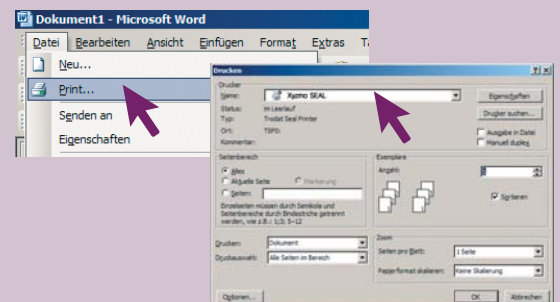 Dokument1 - Microsoft Word
Datei Bearbeiten Ansicht Einfügen Format Extras
Neu...
Print...
Senden an
Eigenschaften
Drucken
Drucker
Name: Xyzmo SEAL Eigenschaften
Status: im Leerlauf
Typ: Trodat Seal Printer Drucker suchen...
Ort: TSPD: Ausgabe in Datei
Kommentar: Manuell duplex
Seitenbereich Exemplare
Alles Anzahl:
Aktuelle Seite Markierung
Seiten:
Einzelseiten müssen durch Semikola und
Seitenbereiche durch Bindestriche getrennt
werden, wie z.B.: 1;3; 5-12
Sortieren
Drucken: Dokument
Druckauswahl: Alle Seiten im Bereich
Zoom
Seiten pro Blatt: 1 Seite
Papierformat skalieren: Keine Skalierung
Optionen... OK Abbrechen